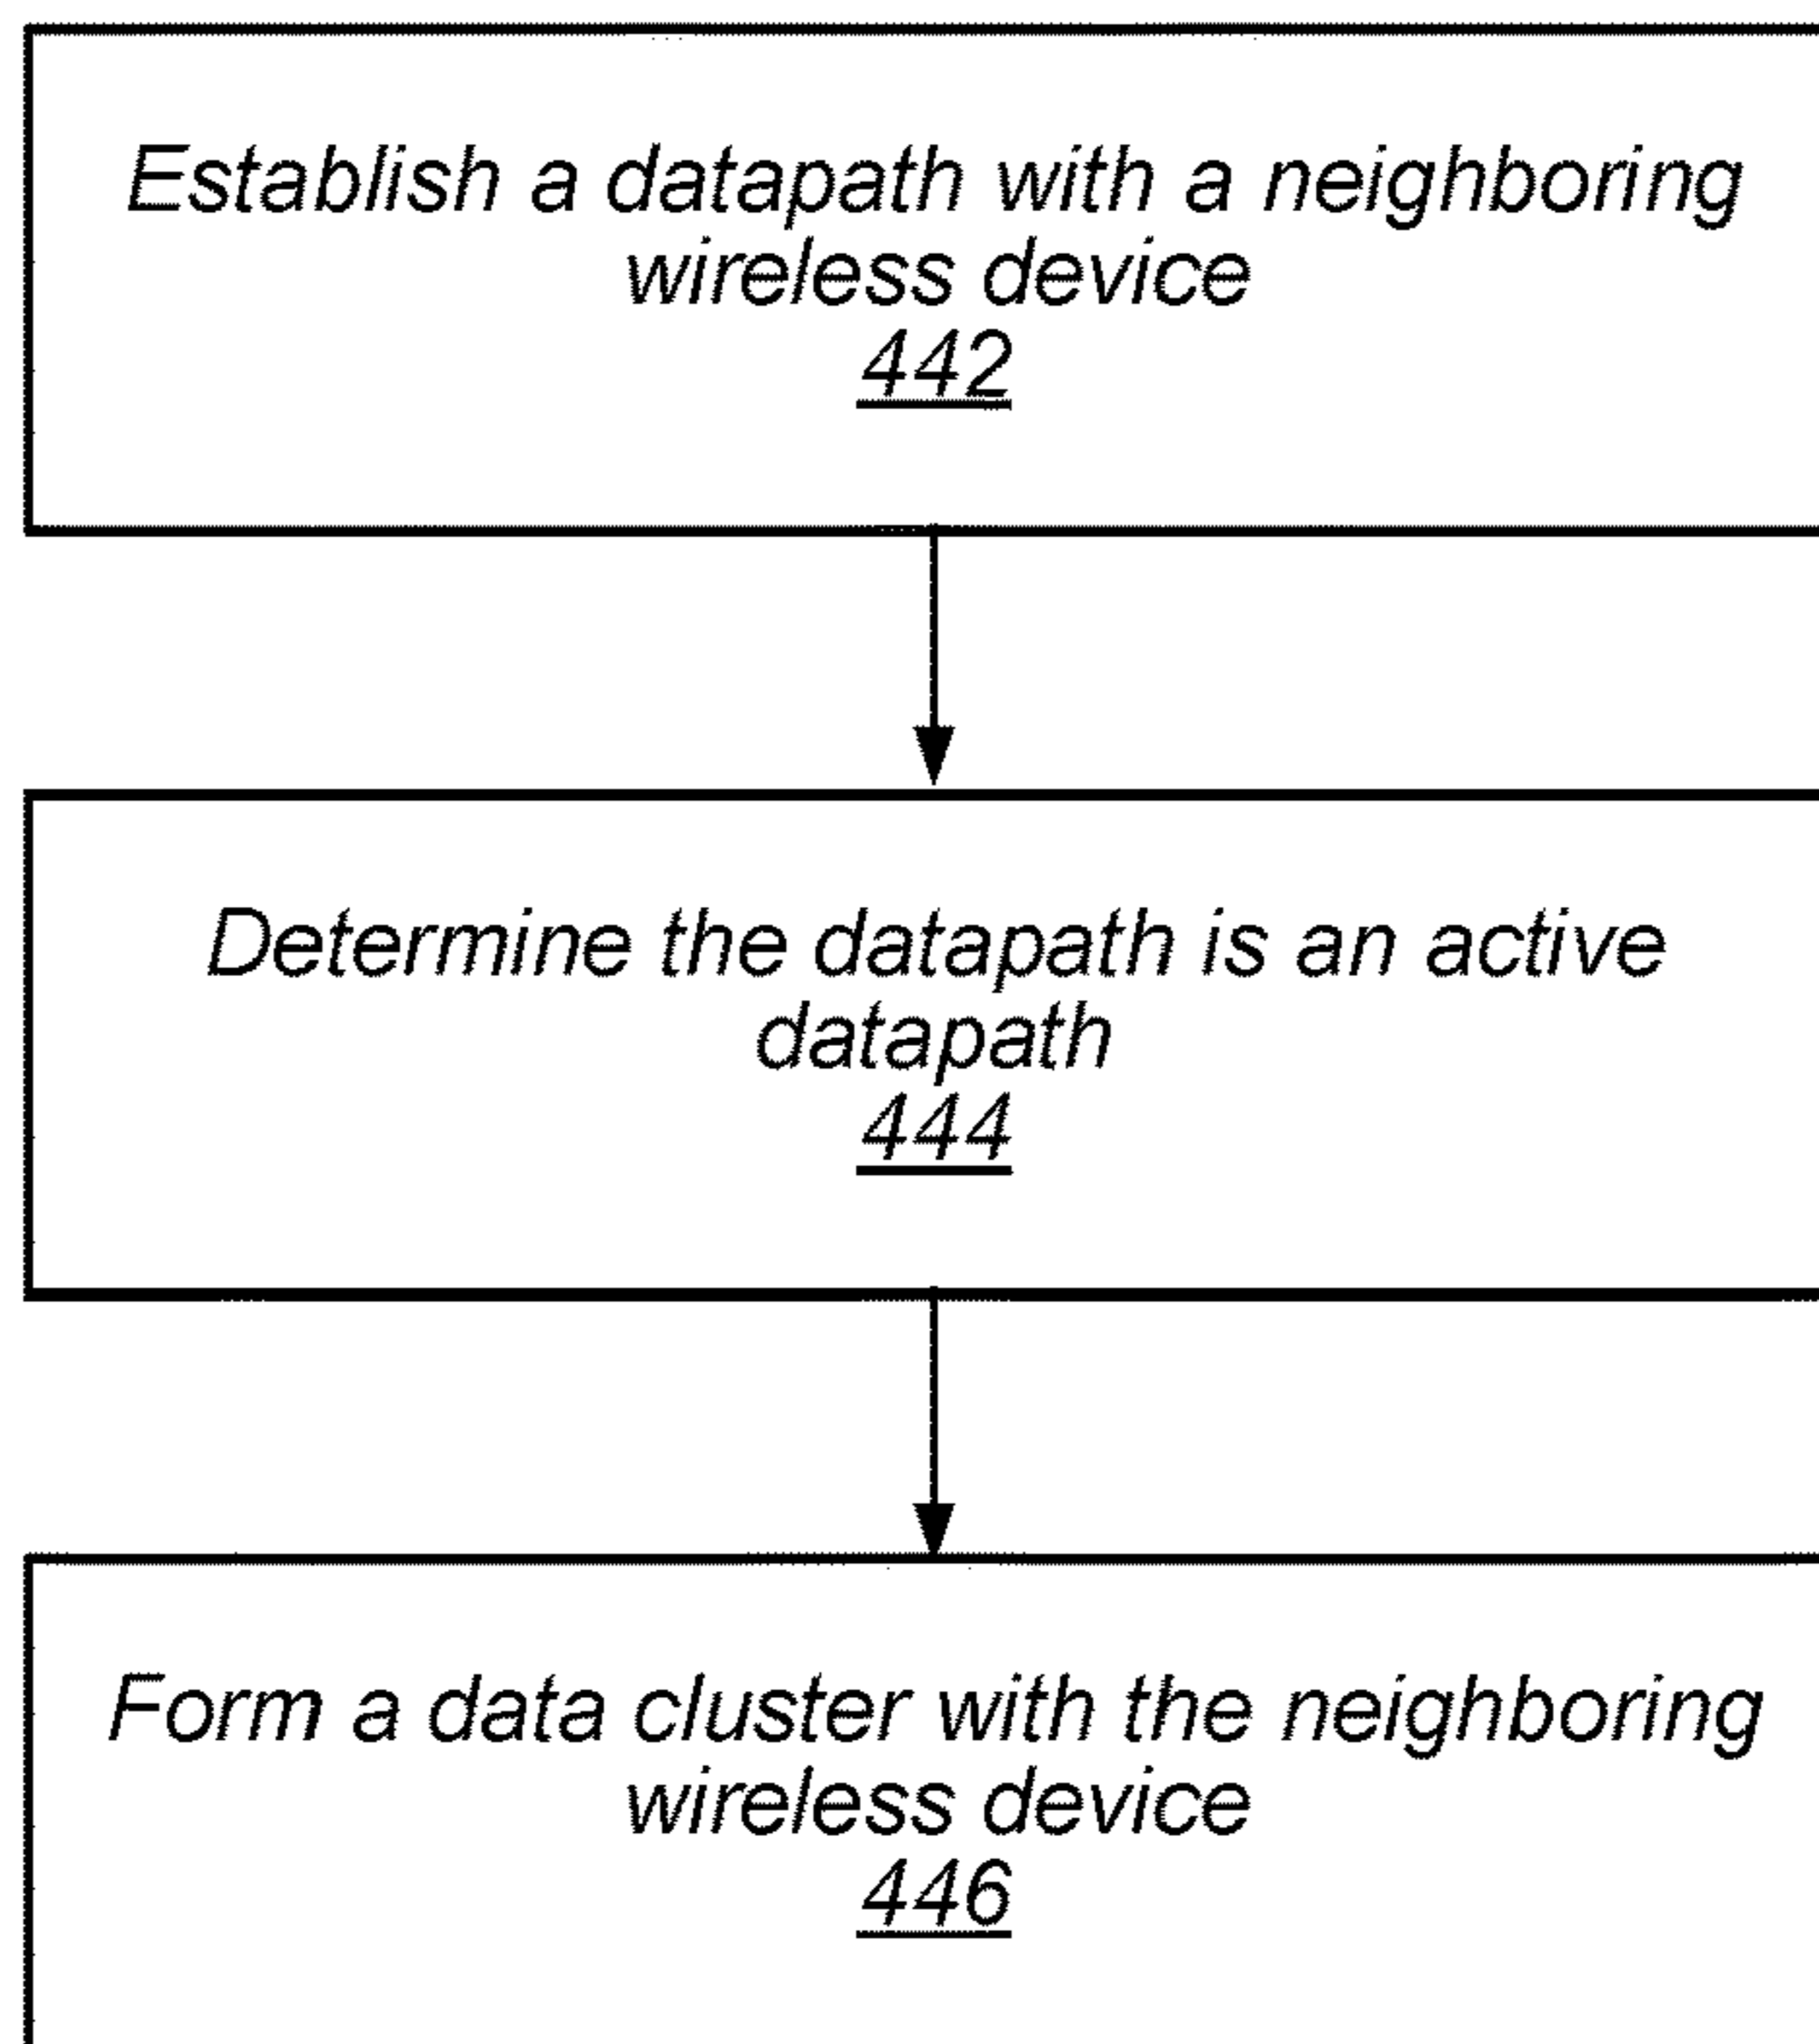 Establish a datapath with a neighboring
wireless device
442
Determine the datapath is an active
datapath
444
Form a data cluster with the neighboring
wireless device
446